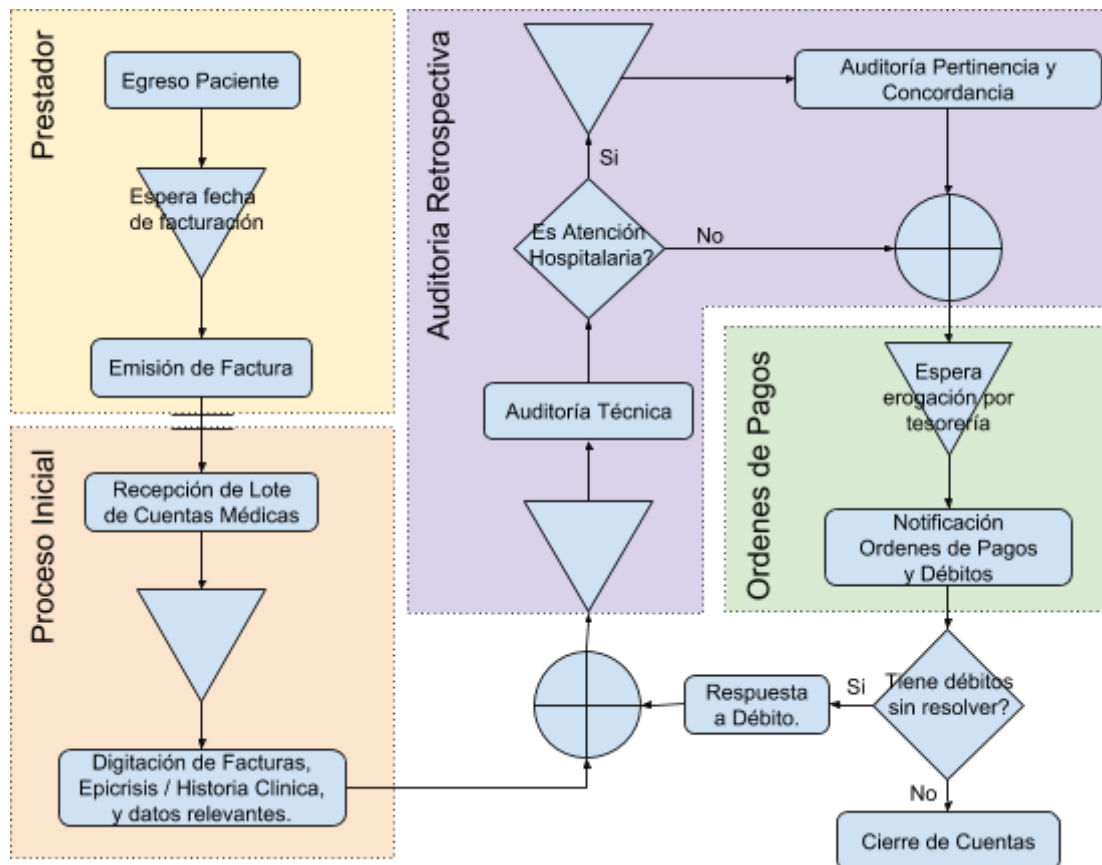 Prestador
Egreso Paciente
Espera fecha
de facturación
Emisión de Factura
Proceso Inicial
Recepción de Lote
de Cuentas Médicas
Digitación de Facturas,
Epicrisis / Historia Clinica,
y datos relevantes.
Auditoria Retrospectiva
Auditoría Técnica
Es Atención
Hospitalaria?
Si
No
Auditoría Pertinencia y
Concordancia
Ordenes de Pagos
Espera
erogación por
tesorería
Notificación
Ordenes de Pagos
y Débitos
Tiene débitos
sin resolver?
Si
Respuesta
a Débito.
No
Cierre de Cuentas